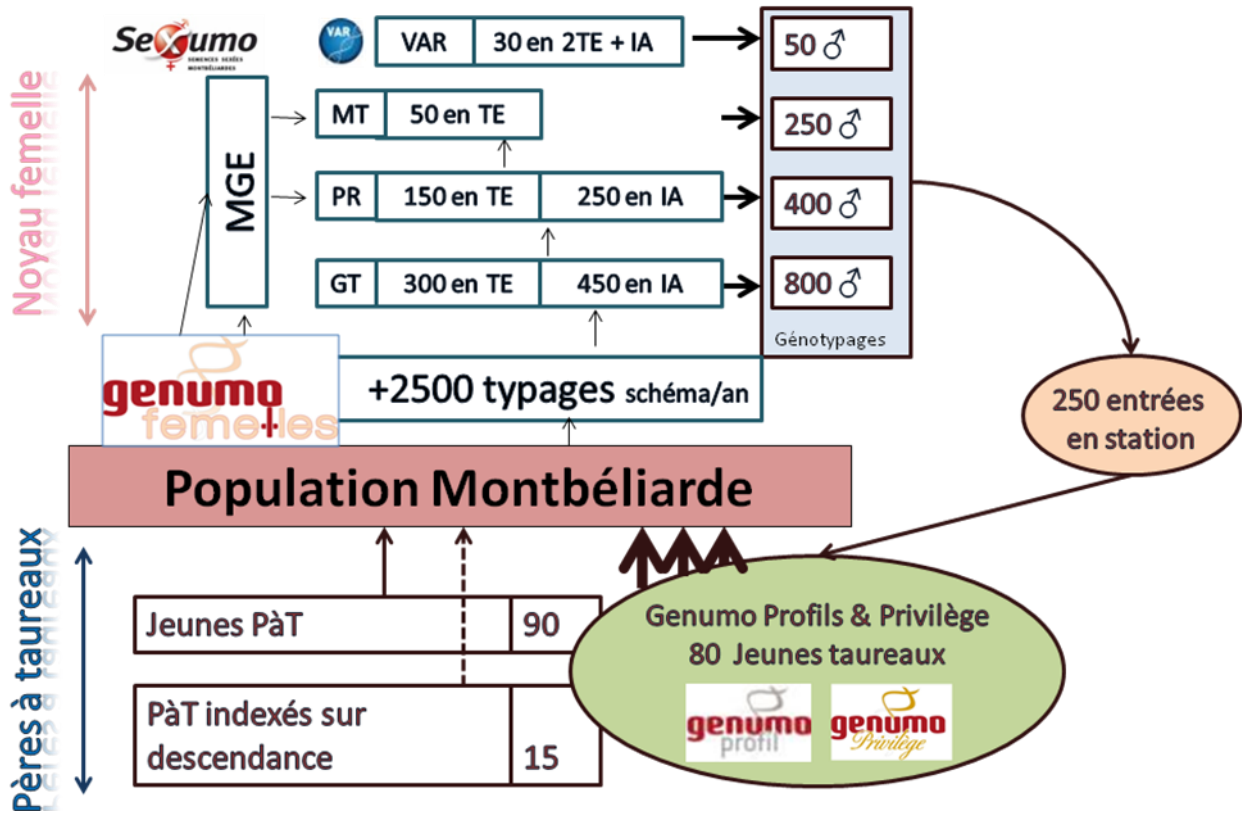 Sexumo
SEMENCES SEXÉES
MONTBÉLIARDES
VAR
VAR 30 en 2TE + IA
50 ♂
Noyau femelle
MGE
MT 50 en TE
250 ♂
PR 150 en TE 250 en IA
400 ♂
GT 300 en TE 450 en IA
800 ♂
Génotypages
genumo
femelles
+2500 typages schéma/an
250 entrées
en station
Population Montbéliarde
Pères à taureaux
Jeunes PàT 90
PàT indexés sur
descendance 15
Genumo Profils & Privilège
80 Jeunes taureaux
genumo
profil
genumo
Privilège